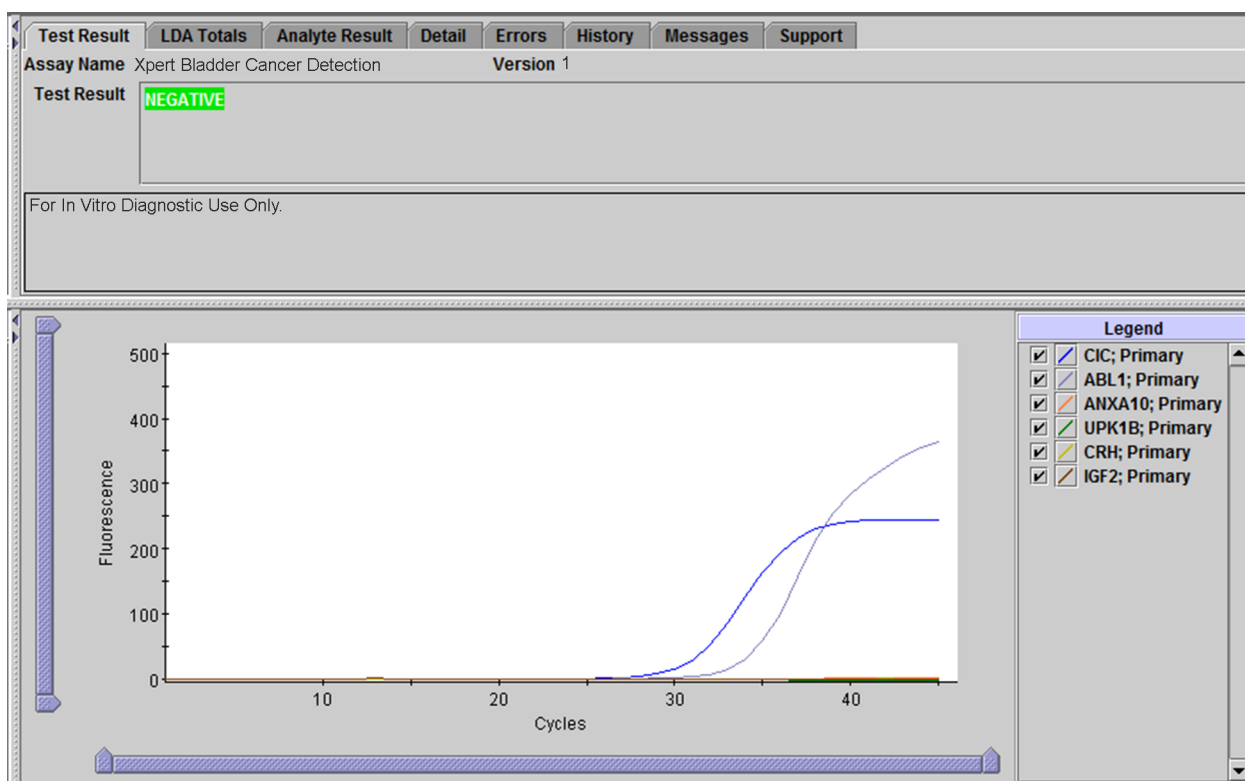 Test Result LDA Totals Analyte Result Detail Errors History Messages Support
Assay Name Xpert Bladder Cancer Detection Version 1
Test Result NEGATIVE
For In Vitro Diagnostic Use Only.
500
400
300
200
100
0
Fluorescence
10 20 30 40
Cycles
Legend
CIC; Primary
ABL1; Primary
ANXA10; Primary
UPK1B; Primary
CRH; Primary
IGF2; Primary